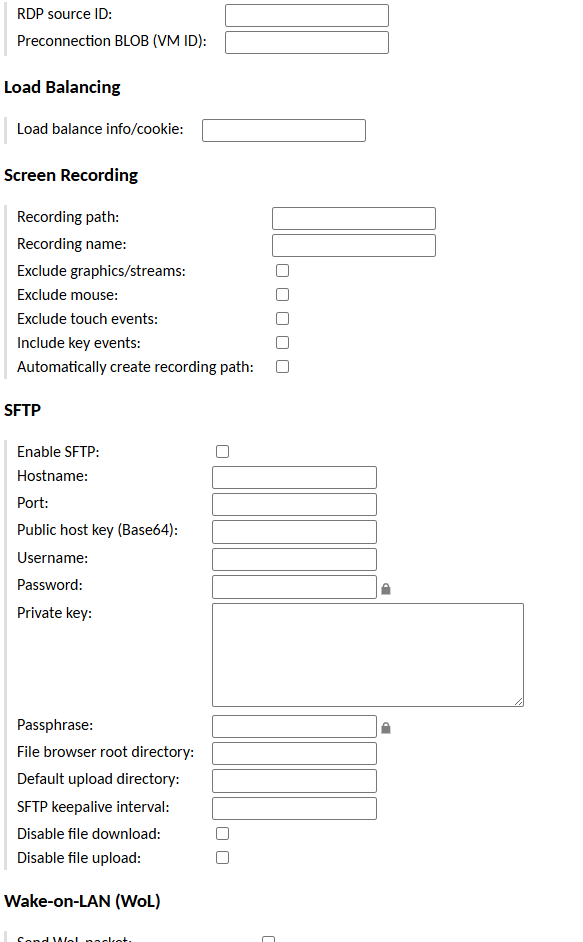 RDP source ID:
Preconnection BLOB (VM ID):
Load Balancing
Load balance info/cookie:
Screen Recording
Recording path:
Recording name:
Exclude graphics/streams:
Exclude mouse:
Exclude touch events:
Include key events:
Automatically create recording path:
SFTP
Enable SFTP:
Hostname:
Port:
Public host key (Base64):
Username:
Password:
Private key:
Passphrase:
File browser root directory:
Default upload directory:
SFTP keepalive interval:
Disable file download:
Disable file upload:
Wake-on-LAN (WoL)
Send WoL packet: